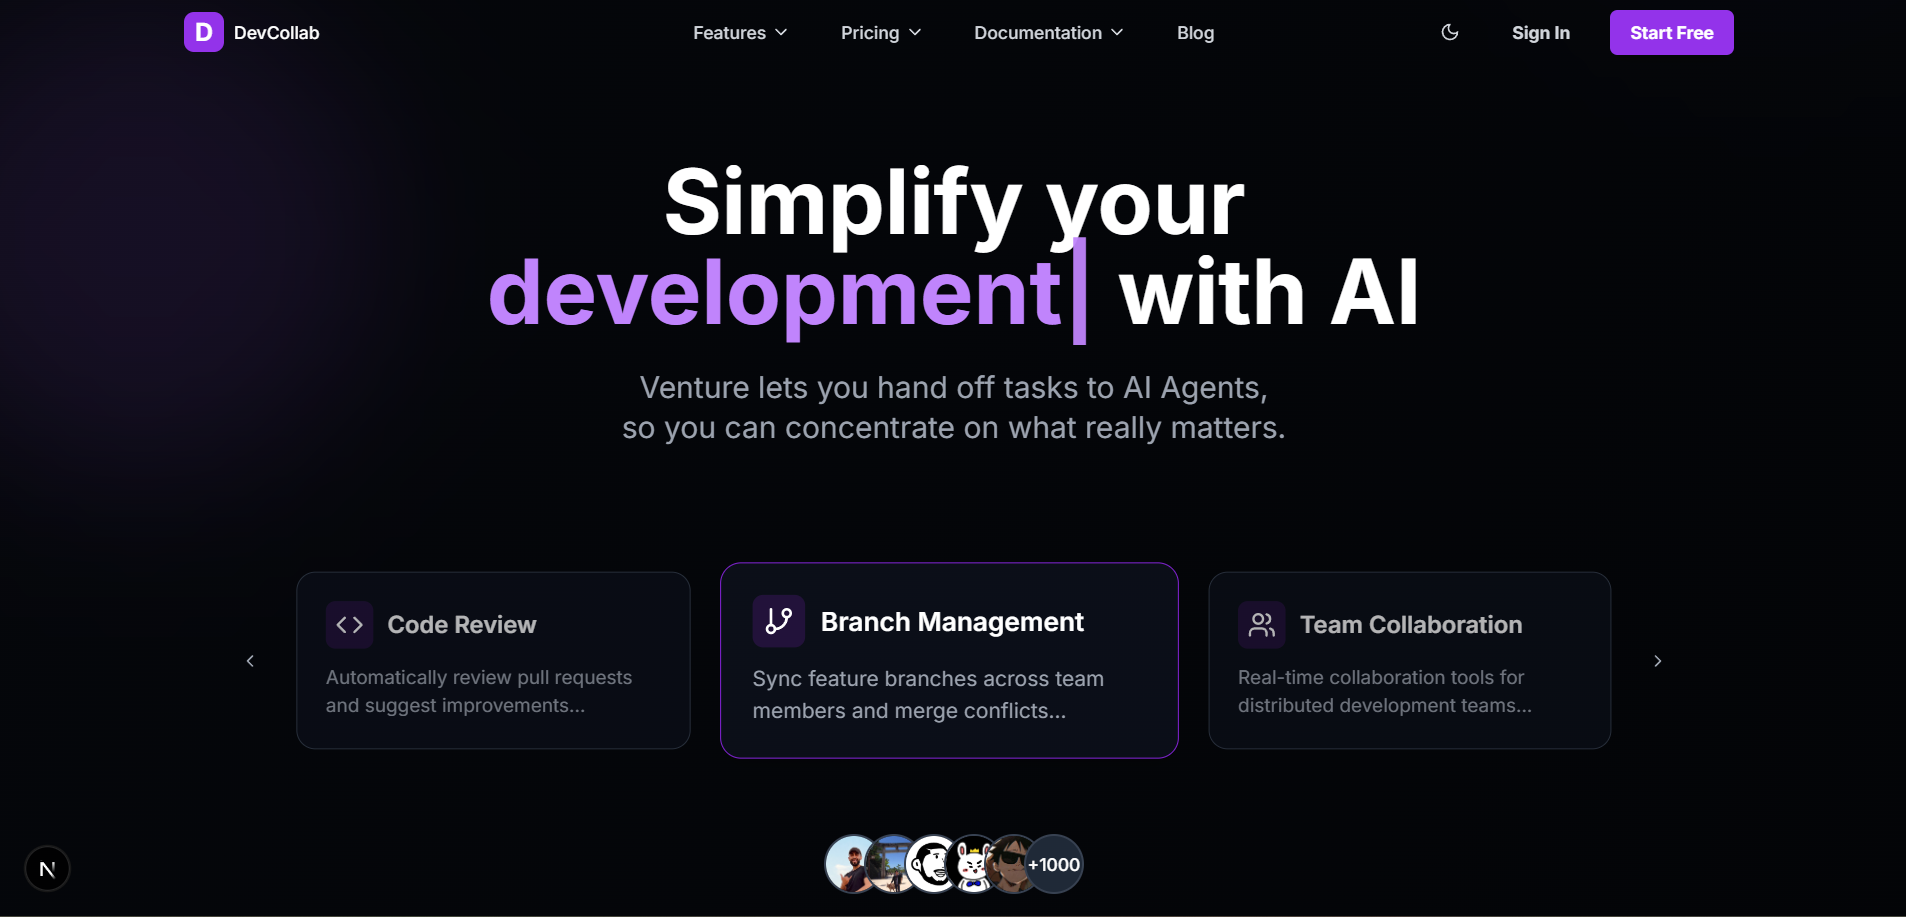 D DevCollab Features Pricing Documentation Blog Sign In Start Free
Simplify your
development| with AI
Venture lets you hand off tasks to AI Agents,
so you can concentrate on what really matters.
Code Review
Automatically review pull requests
and suggest improvements...
Branch Management
Sync feature branches across team
members and merge conflicts...
Team Collaboration
Real-time collaboration tools for
distributed development teams...
+1000
N